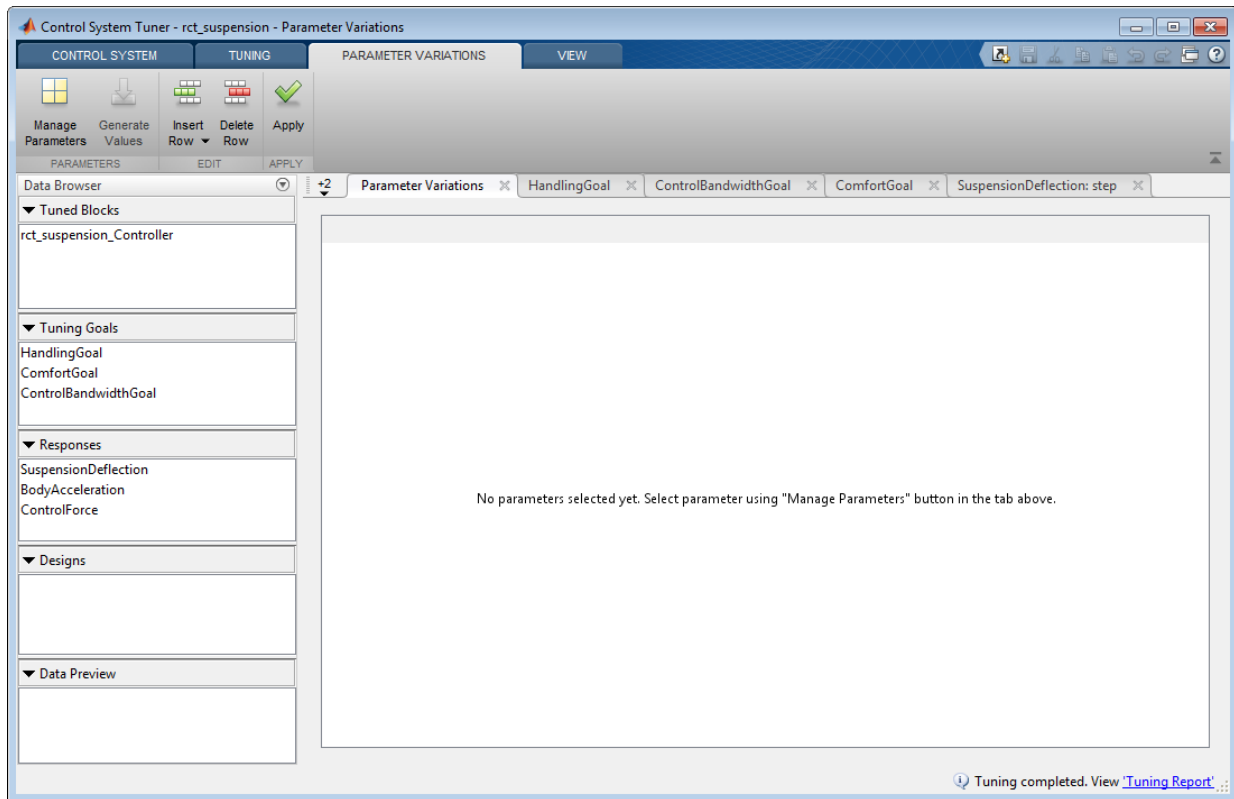 Control System Tuner - rct_suspension - Parameter Variations
CONTROL SYSTEM TUNING PARAMETER VARIATIONS VIEW
Manage Parameters
Generate Values
Insert Row
Delete Row
Apply
PARAMETERS EDIT APPLY
Data Browser
+2 Parameter Variations HandlingGoal ControlBandwidthGoal ComfortGoal SuspensionDeflection: step
Tuned Blocks
rct_suspension_Controller
Tuning Goals
HandlingGoal
ComfortGoal
ControlBandwidthGoal
Responses
SuspensionDeflection
BodyAcceleration
ControlForce
Designs
Data Preview
No parameters selected yet. Select parameter using "Manage Parameters" button in the tab above.
Tuning completed. View 'Tuning Report'